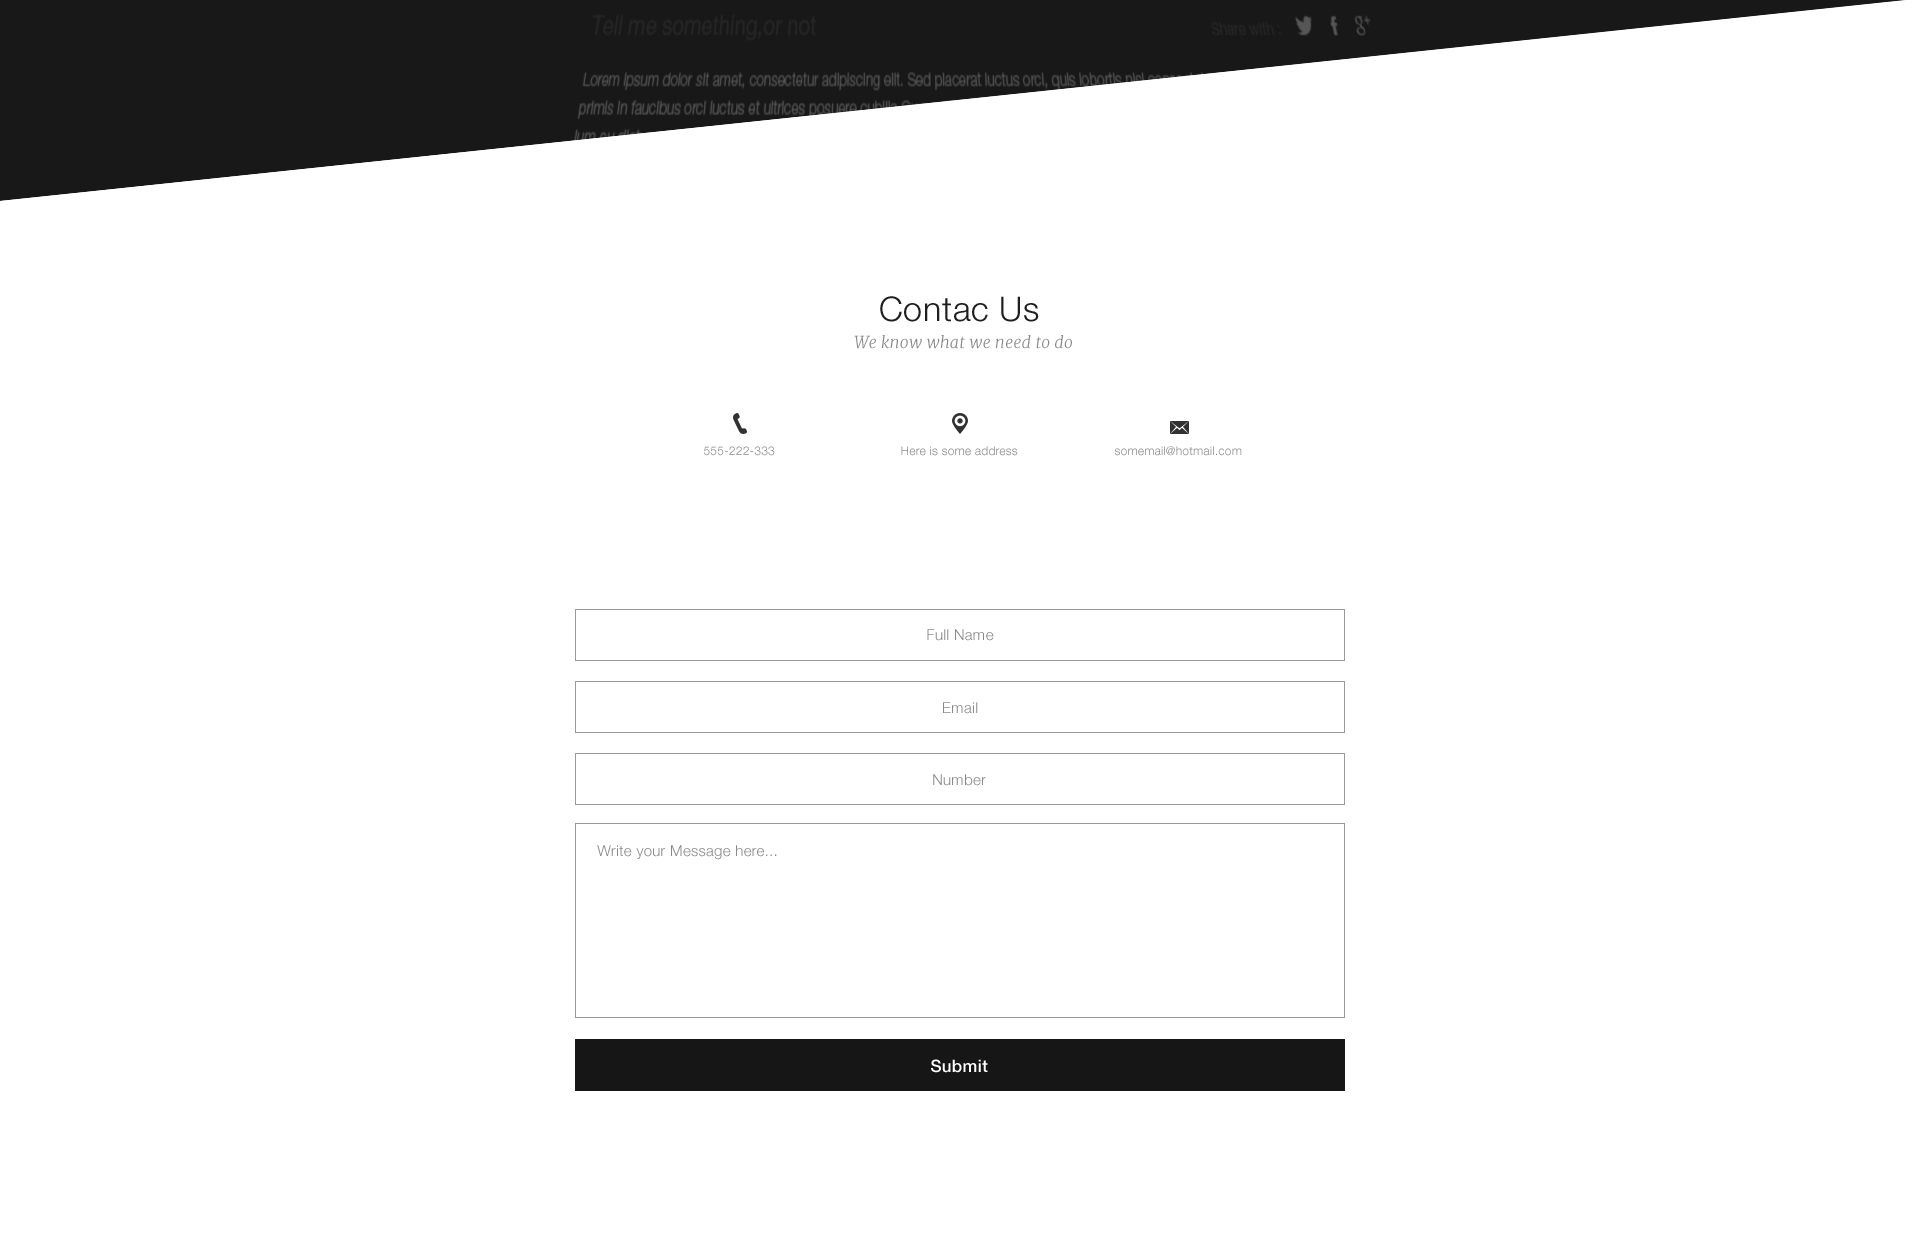 Tell me something,or not
Share with :
Lorem ipsum dolor sit amet, consectetur adipiscing elit. Sed placerat luctus orci, quis lobortis nisl
primis in faucibus orci luctus et ultrices posuere cubilia
Contac Us
We know what we need to do
555-222-333
Here is some address
somemail@hotmail.com
Full Name
Email
Number
Write your Message here...
Submit